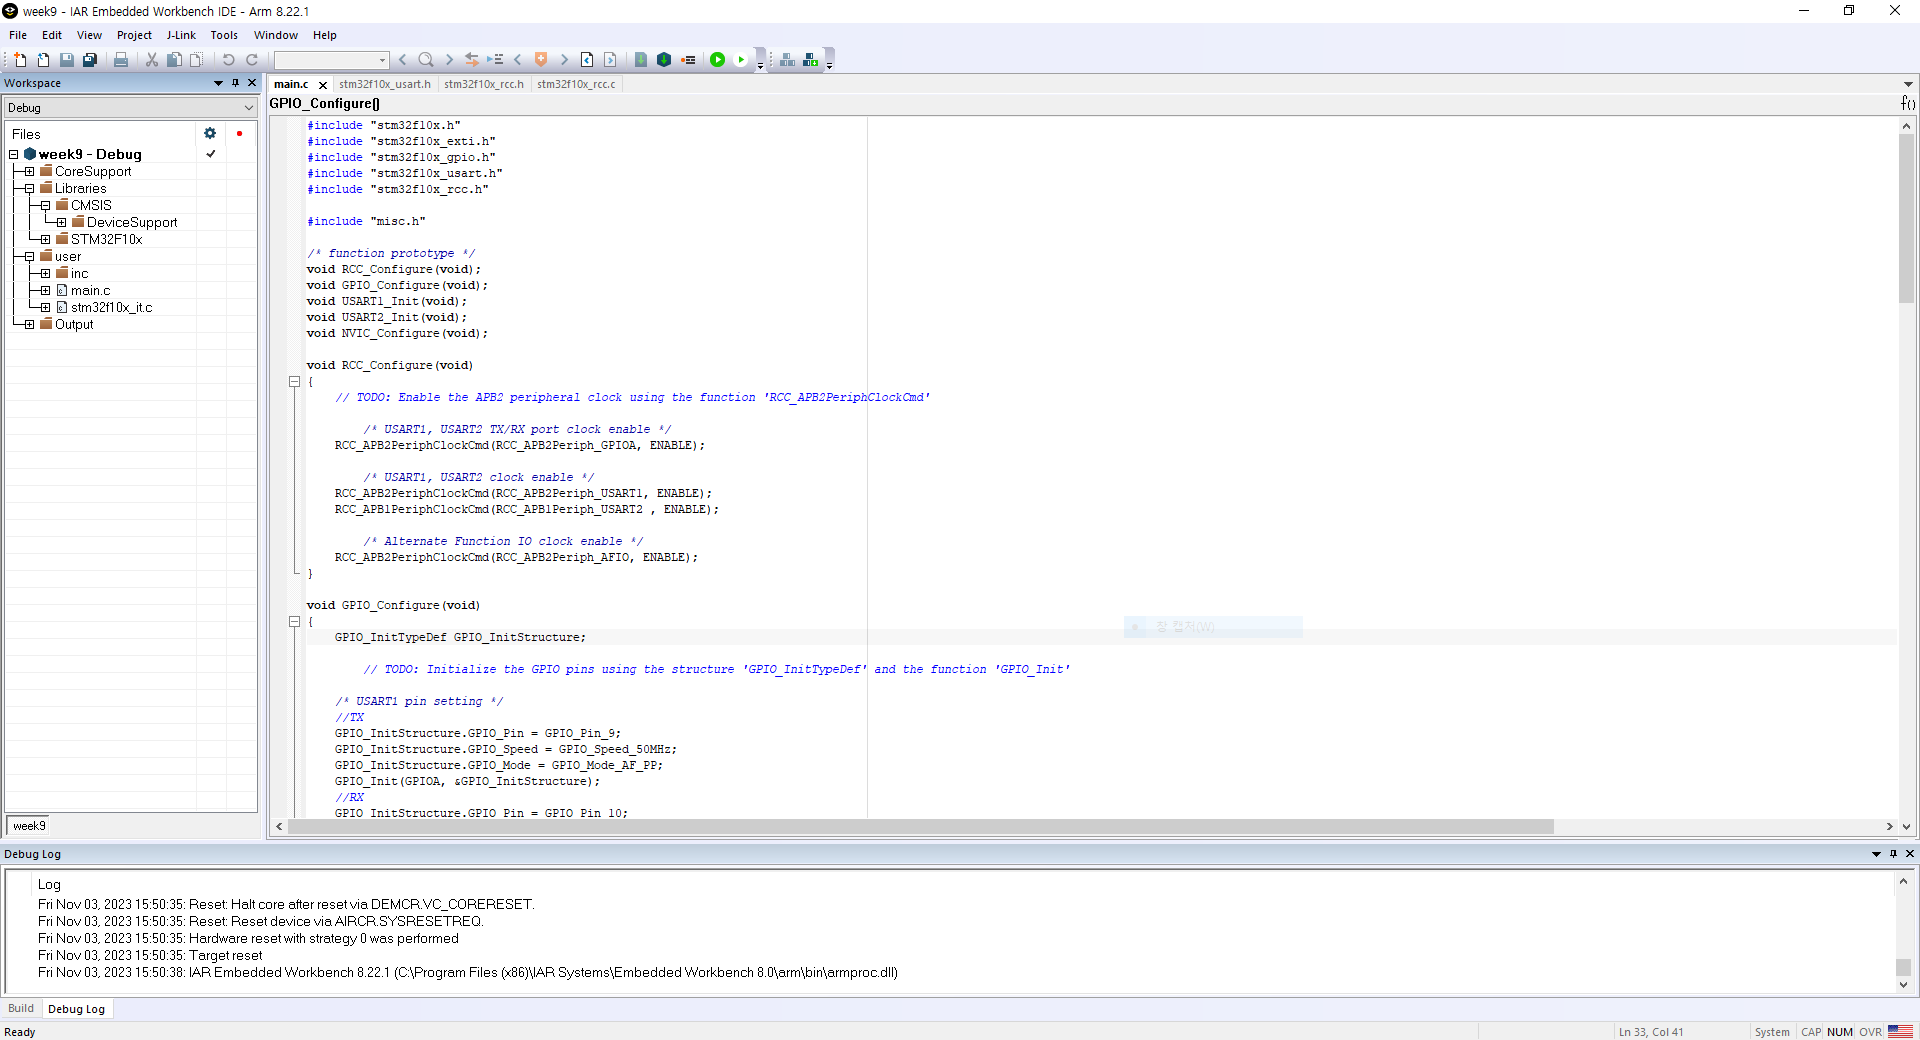 week9 - IAR Embedded Workbench IDE - Arm 8.22.1
File Edit View Project J-Link Tools Window Help
Workspace
Debug
Files
week9 - Debug
CoreSupport
Libraries
CMSIS
DeviceSupport
STM32F10x
user
inc
main.c
stm32f10x_it.c
Output
week9
main.c stm32f10x_usart.h stm32f10x_rcc.h stm32f10x_rcc.c
GPIO_Configure()
f()
#include "stm32f10x.h"
#include "stm32f10x_exti.h"
#include "stm32f10x_gpio.h"
#include "stm32f10x_usart.h"
#include "stm32f10x_rcc.h"
#include "misc.h"
/* function prototype */
void RCC_Configure(void);
void GPIO_Configure(void);
void USART1_Init(void);
void USART2_Init(void);
void NVIC_Configure(void);
void RCC_Configure(void)
{
// TODO: Enable the APB2 peripheral clock using the function 'RCC_APB2PeriphClockCmd'
/* USART1, USART2 TX/RX port clock enable */
RCC_APB2PeriphClockCmd(RCC_APB2Periph_GPIOA, ENABLE);
/* USART1, USART2 clock enable */
RCC_APB2PeriphClockCmd(RCC_APB2Periph_USART1, ENABLE);
RCC_APB1PeriphClockCmd(RCC_APB1Periph_USART2 , ENABLE);
/* Alternate Function IO clock enable */
RCC_APB2PeriphClockCmd(RCC_APB2Periph_AFIO, ENABLE);
}
void GPIO_Configure(void)
{
GPIO_InitTypeDef GPIO_InitStructure;
창 캡처(W)
// TODO: Initialize the GPIO pins using the structure 'GPIO_InitTypeDef' and the function 'GPIO_Init'
/* USART1 pin setting */
//TX
GPIO_InitStructure.GPIO_Pin = GPIO_Pin_9;
GPIO_InitStructure.GPIO_Speed = GPIO_Speed_50MHz;
GPIO_InitStructure.GPIO_Mode = GPIO_Mode_AF_PP;
GPIO_Init(GPIOA, &GPIO_InitStructure);
//RX
GPIO_InitStructure.GPIO_Pin = GPIO_Pin_10;
Debug Log
Log
Fri Nov 03, 2023 15:50:35: Reset: Halt core after reset via DEMCR.VC_CORERESET.
Fri Nov 03, 2023 15:50:35: Reset: Reset device via AIRCR.SYSRESETREQ.
Fri Nov 03, 2023 15:50:35: Hardware reset with strategy 0 was performed
Fri Nov 03, 2023 15:50:35: Target reset
Fri Nov 03, 2023 15:50:38: IAR Embedded Workbench 8.22.1 (C:\Program Files (x86)\IAR Systems\Embedded Workbench 8.0\arm\bin\armproc.dll)
Build Debug Log
Ready
Ln 33, Col 41 System CAP NUM OVR